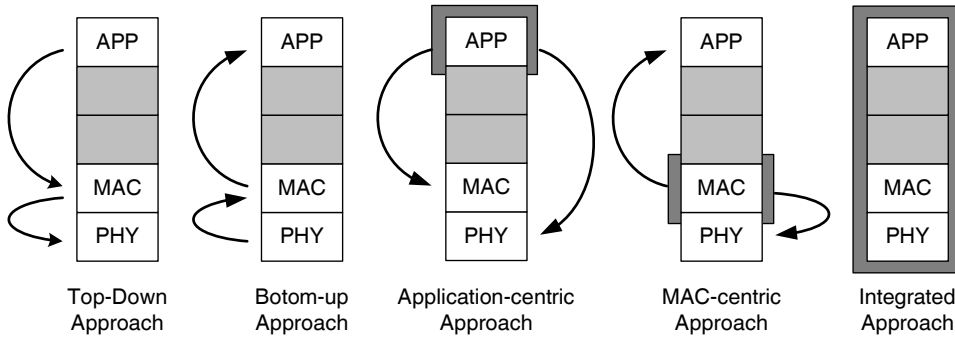 APP
MAC
PHY
Top-Down
Approach
APP
MAC
PHY
Botom-up
Approach
APP
MAC
PHY
Application-centric
Approach
APP
MAC
PHY
MAC-centric
Approach
APP
MAC
PHY
Integrated
Approach